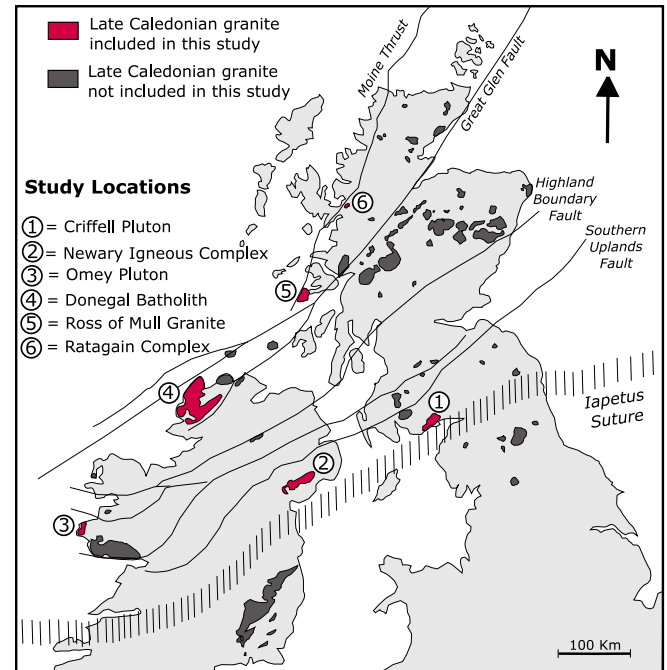 Late Caledonian granite
included in this study
Late Caledonian granite
not included in this study
Moine Thrust
Great Glen Fault
N
Study Locations
① = Criffell Pluton
② = Newary Igneous Complex
③ = Omey Pluton
④ = Donegal Batholith
⑤ = Ross of Mull Granite
⑥ = Ratagain Complex
Highland
Boundary
Fault
Southern
Uplands
Fault
⑥
⑤
④
①
Iapetus
Suture
②
③
100 Km